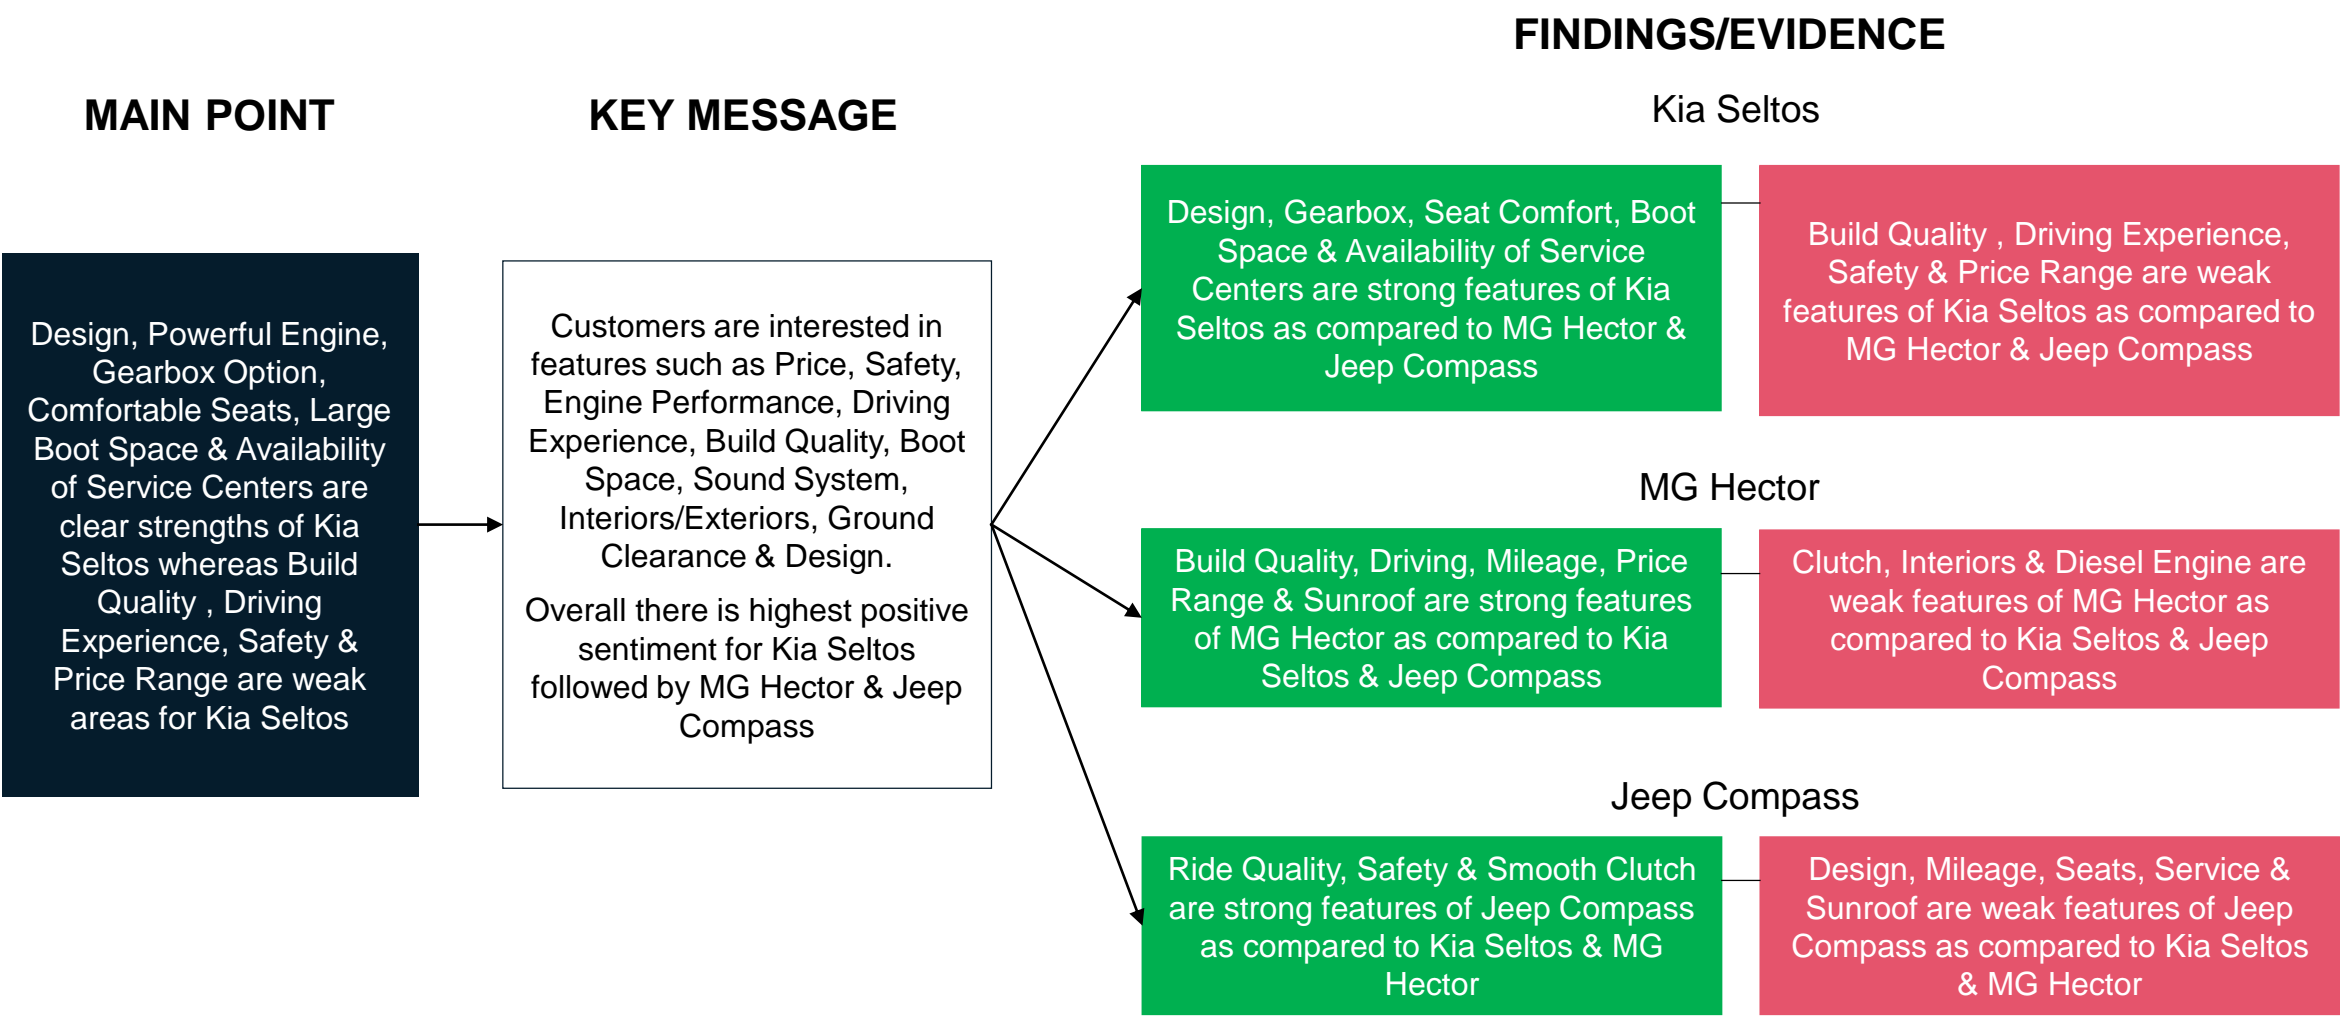 FINDINGS/EVIDENCE
MAIN POINT
KEY MESSAGE
Kia Seltos
Design, Powerful Engine,
Gearbox Option,
Comfortable Seats, Large
Boot Space & Availability
of Service Centers are
clear strengths of Kia
Seltos whereas Build
Quality , Driving
Experience, Safety &
Price Range are weak
areas for Kia Seltos
Customers are interested in
features such as Price, Safety,
Engine Performance, Driving
Experience, Build Quality, Boot
Space, Sound System,
Interiors/Exteriors, Ground
Clearance & Design.
Overall there is highest positive
sentiment for Kia Seltos
followed by MG Hector & Jeep
Compass
Design, Gearbox, Seat Comfort, Boot
Space & Availability of Service
Centers are strong features of Kia
Seltos as compared to MG Hector &
Jeep Compass
Build Quality , Driving Experience,
Safety & Price Range are weak
features of Kia Seltos as compared to
MG Hector & Jeep Compass
MG Hector
Build Quality, Driving, Mileage, Price
Range & Sunroof are strong features
of MG Hector as compared to Kia
Seltos & Jeep Compass
Clutch, Interiors & Diesel Engine are
weak features of MG Hector as
compared to Kia Seltos & Jeep
Compass
Jeep Compass
Ride Quality, Safety & Smooth Clutch
are strong features of Jeep Compass
as compared to Kia Seltos & MG
Hector
Design, Mileage, Seats, Service &
Sunroof are weak features of Jeep
Compass as compared to Kia Seltos
& MG Hector